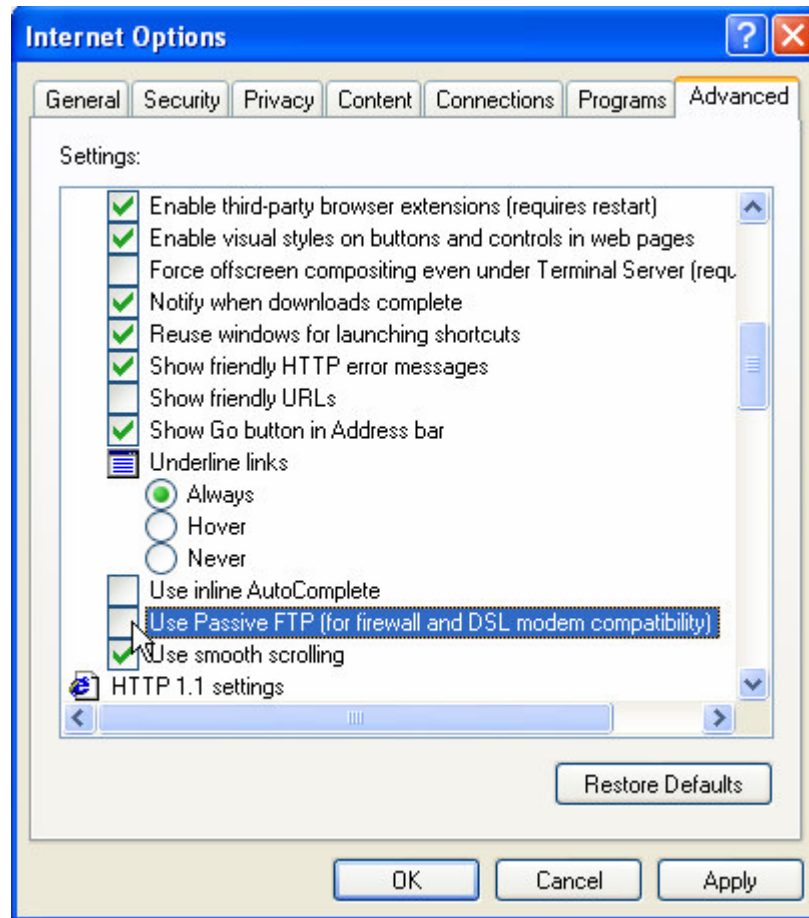 Internet Options
General Security Privacy Content Connections Programs Advanced
Settings:
Enable third-party browser extensions (requires restart)
Enable visual styles on buttons and controls in web pages
Force offscreen compositing even under Terminal Server (requ
Notify when downloads complete
Reuse windows for launching shortcuts
Show friendly HTTP error messages
Show friendly URLs
Show Go button in Address bar
Underline links
Always
Hover
Never
Use inline AutoComplete
Use Passive FTP (for firewall and DSL modem compatibility)
Use smooth scrolling
HTTP 1.1 settings
Restore Defaults
OK Cancel Apply